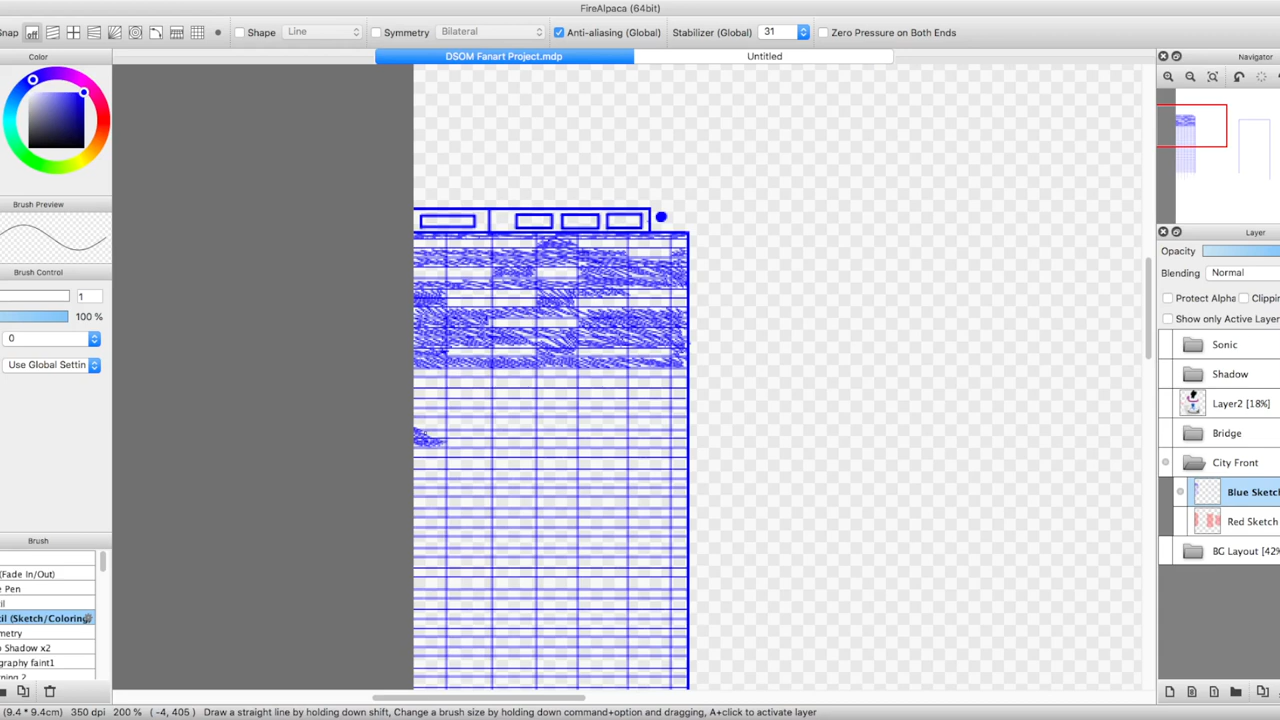 FireAlpaca (64bit)
Snap Shape Line Symmetry Bilateral Anti-aliasing (Global) Stabilizer (Global) 31 Zero Pressure on Both Ends
Color DSOM Fanart Project.mdp Untitled Navigator
Brush Preview
Layer
Opacity
Brush Control
Blending Normal
1
Protect Alpha Clippi
100 %
Show only Active Layer
0
Sonic
Use Global Settin
Shadow
Layer2 [18%]
Bridge
City Front
Blue Sketch
Red Sketch
Brush
BG Layout [42%
(Fade In/Out)
e Pen
il
til (Sketch/Coloring
metry
o Shadow x2
graphy faint1
(9.4 * 9.4cm) 350 dpi 200 % ( -4, 405 ) Draw a straight line by holding down shift, Change a brush size by holding down command+option and dragging, A+click to activate layer